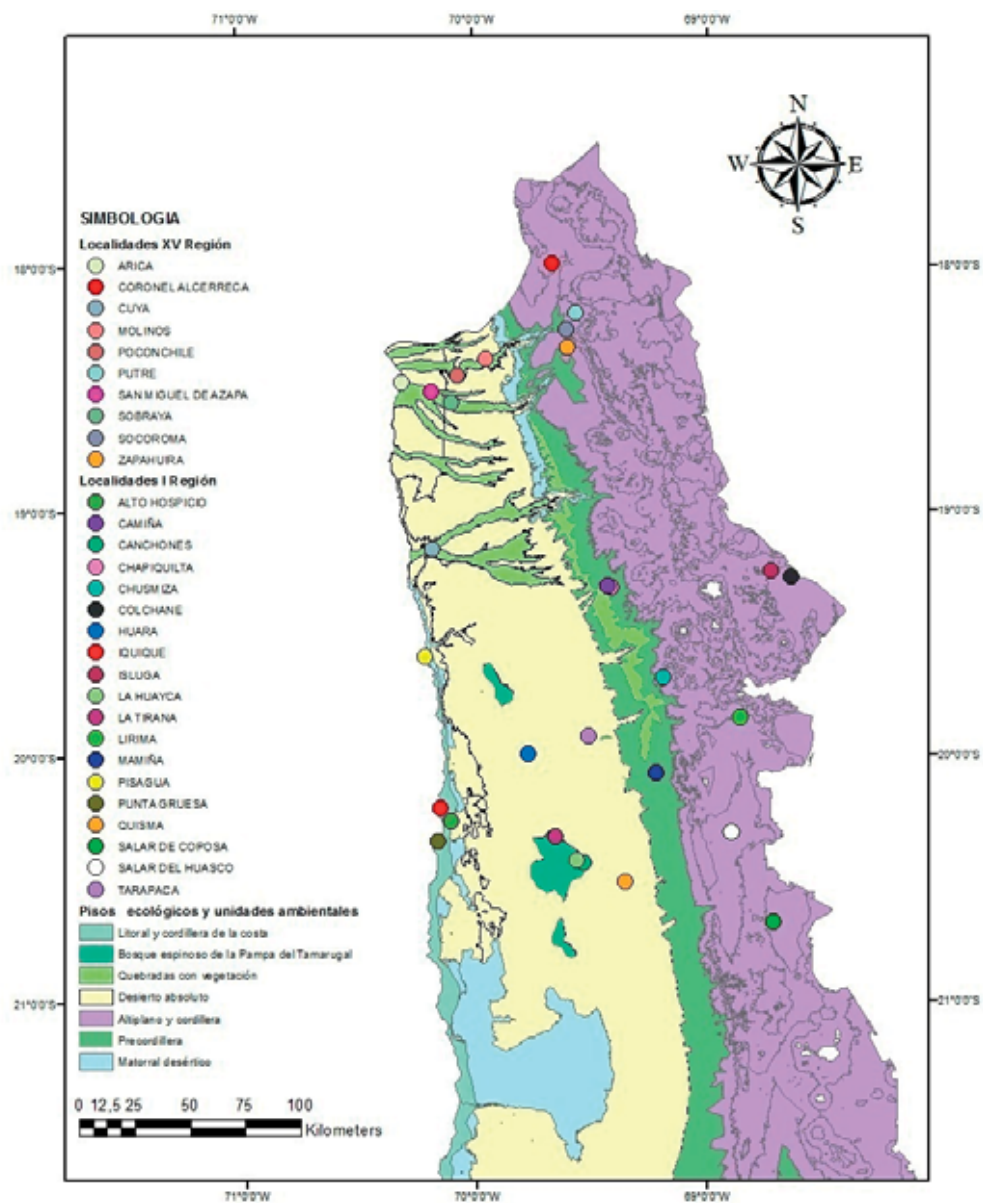 71°0'0"W 70°0'0"W 69°0'0"W
N
W E
S
SIMBOLOGIA
Localidades XV Región
ARICA
CORONEL ALCERRECA
CUYA
MOLINOS
POCONCHILE
PUTRE
SAN MIGUEL DE AZAPA
SOBRAYA
SOCOROMA
ZAPAHUIRA
Localidades I Región
ALTO HOSPICIO
CAMIÑA
CANCHONES
CHAPIQUILTA
CHUSMIZA
COLCHANE
HUARA
IQUIQUE
ISLUGA
LA HUAYCA
LA TIRANA
LIRIMA
MAMIÑA
PISAGUA
PUNTA GRUESA
QUISMA
SALAR DE COPOSA
SALAR DEL HUASCO
TARAPACA
Pisos ecológicos y unidades ambientales
Litoral y cordillera de la costa
Bosque espinoso de la Pampa del Tamarugal
Quebradas con vegetación
Desierto absoluto
Altiplano y cordillera
Precordillera
Matorral desértico
0 12,5 25 50 75 100
Kilometers
18°0'0"S 18°0'0"S
19°0'0"S 19°0'0"S
20°0'0"S 20°0'0"S
21°0'0"S 21°0'0"S
71°0'0"W 70°0'0"W 69°0'0"W